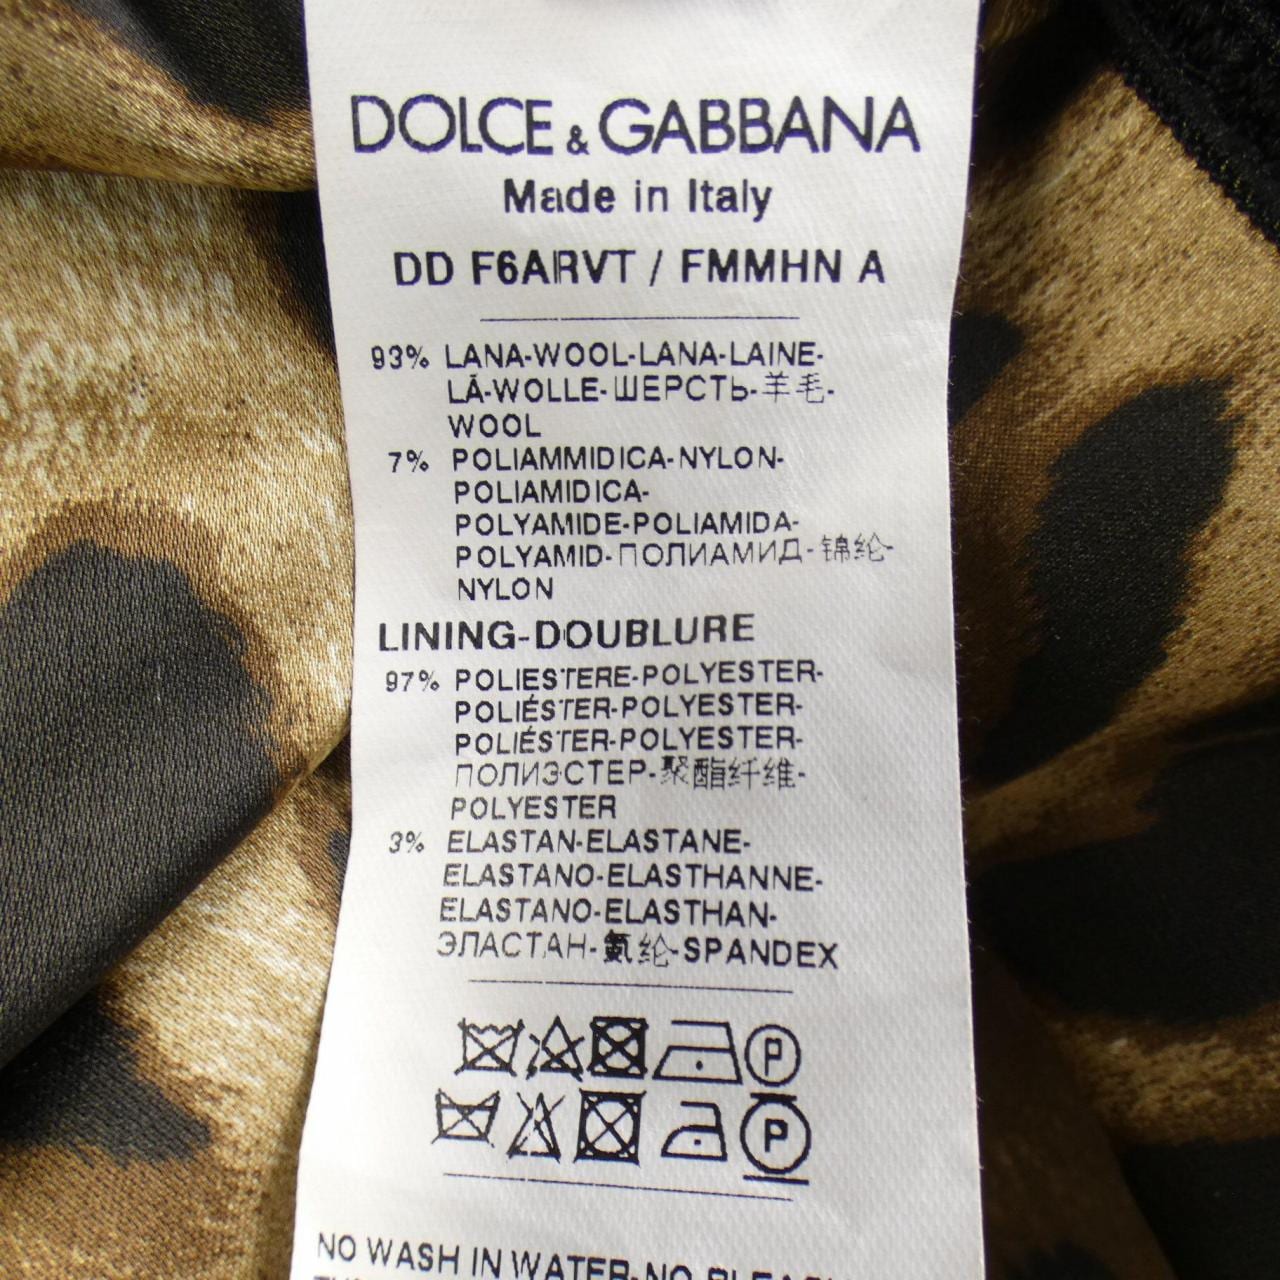 DOLCE & GABBANA
Made in Italy
DD F6ARVT / FMMHN A
93% LANA-WOOL-LANA-LAINE-
LÃ-WOLLE-ШЕРСТЬ-羊毛-
WOOL
7% POLIAMMIDICA-NYLON-
POLIAMIDICA-
POLYAMIDE-POLIAMIDA-
POLYAMID-ПОЛИАМИД-锦纶-
NYLON
LINING-DOUBLURE
97% POLIESTERE-POLYESTER-
POLIÉSTER-POLYESTER-
POLIÉSTER-POLYESTER-
ПОЛИЭСТЕР-聚酯纤维-
POLYESTER
3% ELASTAN-ELASTANE-
ELASTANO-ELASTHANNE-
ELASTANO-ELASTHAN-
ЭЛАСТАН-氨纶-SPANDEX
P
P
NO WASH IN WATER-NO